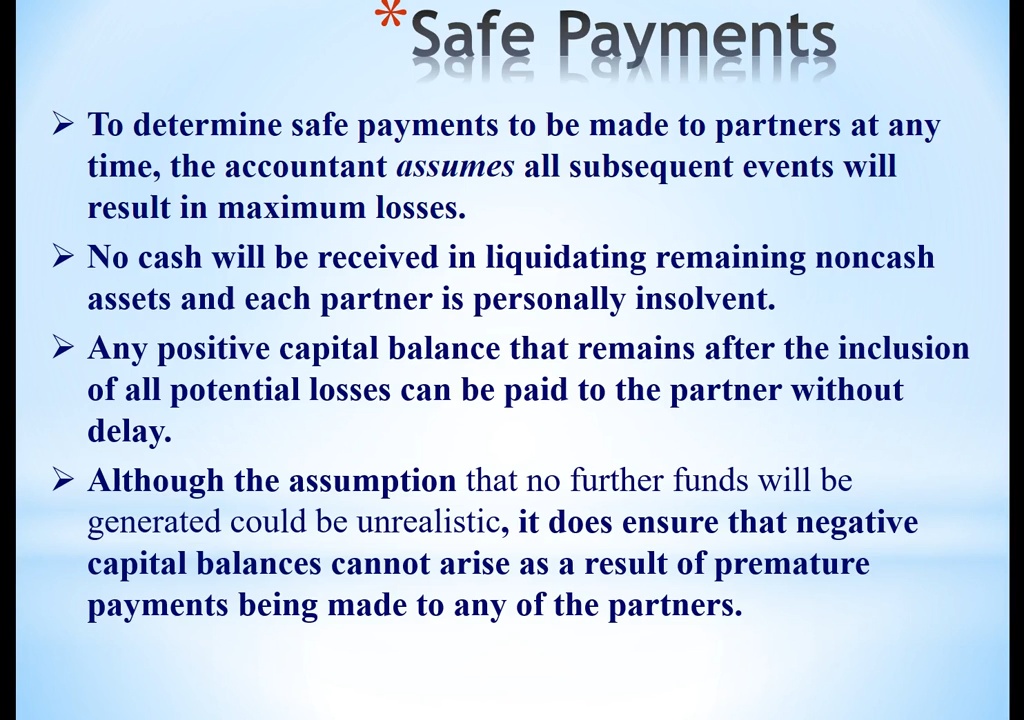 *Safe Payments
➢ To determine safe payments to be made to partners at any
time, the accountant assumes all subsequent events will
result in maximum losses.
➢ No cash will be received in liquidating remaining noncash
assets and each partner is personally insolvent.
➢ Any positive capital balance that remains after the inclusion
of all potential losses can be paid to the partner without
delay.
➢ Although the assumption that no further funds will be
generated could be unrealistic, it does ensure that negative
capital balances cannot arise as a result of premature
payments being made to any of the partners.